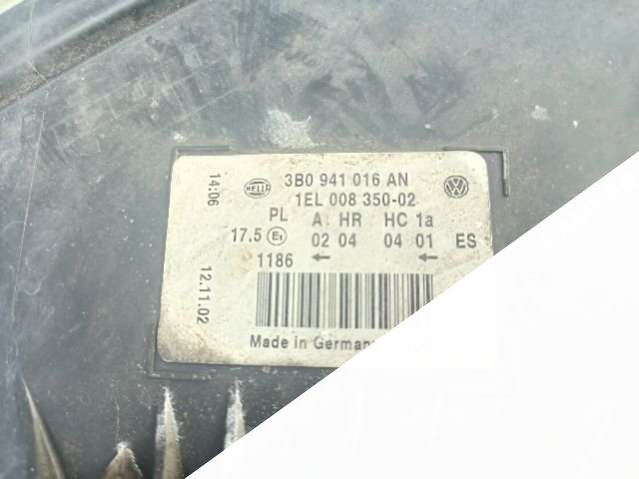 14:06
HELLA
3B0 941 016 AN
1EL 008 350-02
PL A HR HC 1a
17.5 E1 02 04 04 01 ES
1186 ← ←
12.11.02
Made in German